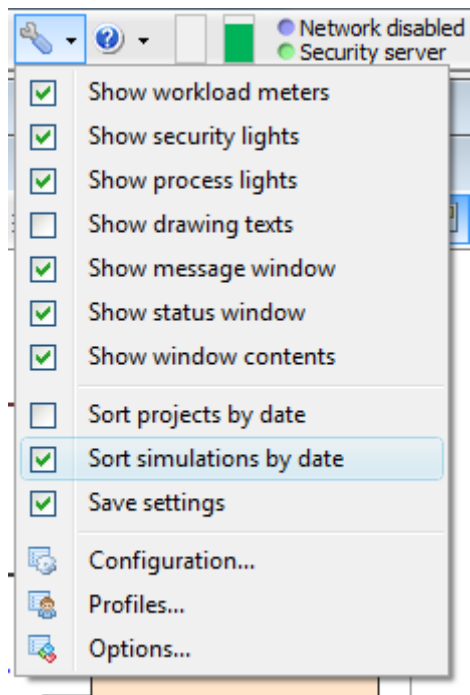 Network disabled
Security server
Show workload meters
Show security lights
Show process lights
Show drawing texts
Show message window
Show status window
Show window contents
Sort projects by date
Sort simulations by date
Save settings
Configuration...
Profiles...
Options...